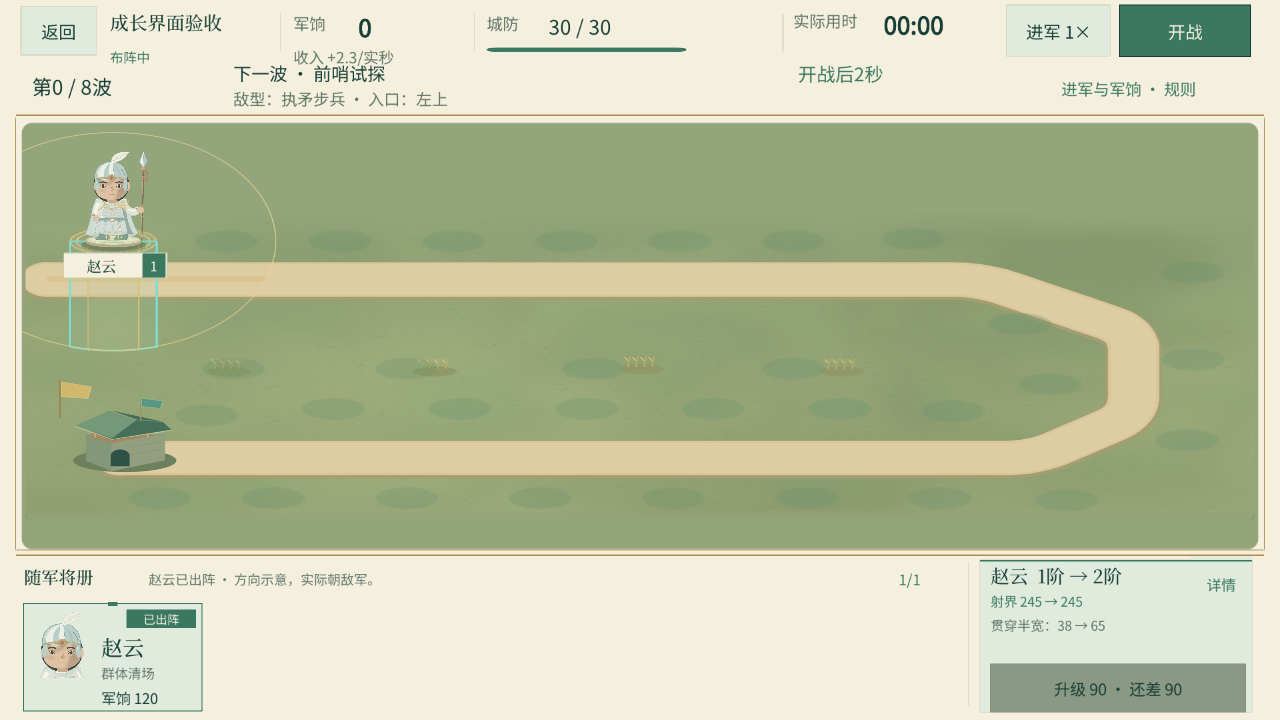 返回
成长界面验收
布阵中
军饷 0
收入 +2.3/实秒
城防 30 / 30
实际用时 00:00
进军 1×
开战
第0 / 8波
下一波 · 前哨试探
敌型：执矛步兵 · 入口：左上
开战后2秒
进军与军饷 · 规则
赵云 1
随军将册
赵云已出阵 · 方向示意，实际朝敌军。
1/1
已出阵
赵云
群体清场
军饷 120
赵云 1阶 → 2阶
详情
射界 245 → 245
贯穿半宽：38 → 65
升级 90 · 还差 90